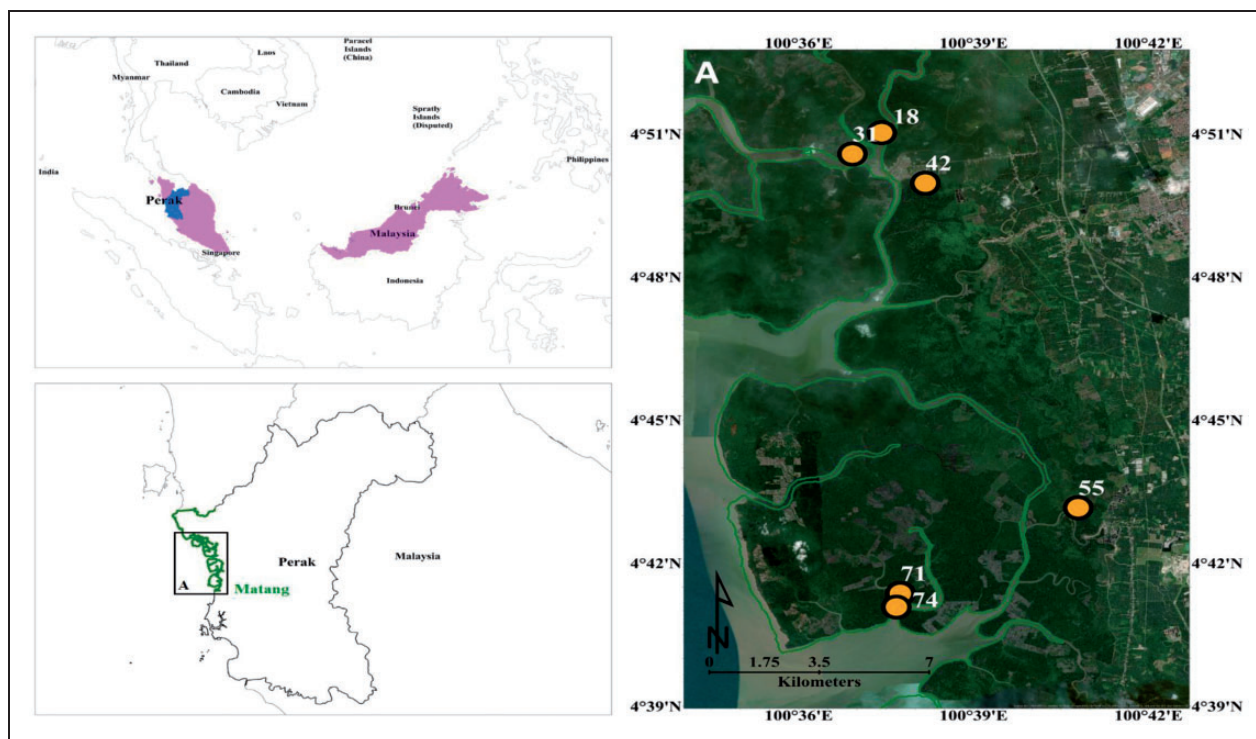 Paracel
Islands
(China)
Laos
Thailand
Myanmar
Cambodia
Vietnam
Spratly
Islands
(Disputed)
Philippines
India
Perak
Brunei
Malaysia
Singapore
Indonesia
Perak
Malaysia
A
Matang
100°36'E 100°39'E 100°42'E
A
4°51'N 4°51'N
18
31
42
4°48'N 4°48'N
4°45'N 4°45'N
55
4°42'N 4°42'N
71
74
N
0 1.75 3.5 7
Kilometers
4°39'N 4°39'N
100°36'E 100°39'E 100°42'E